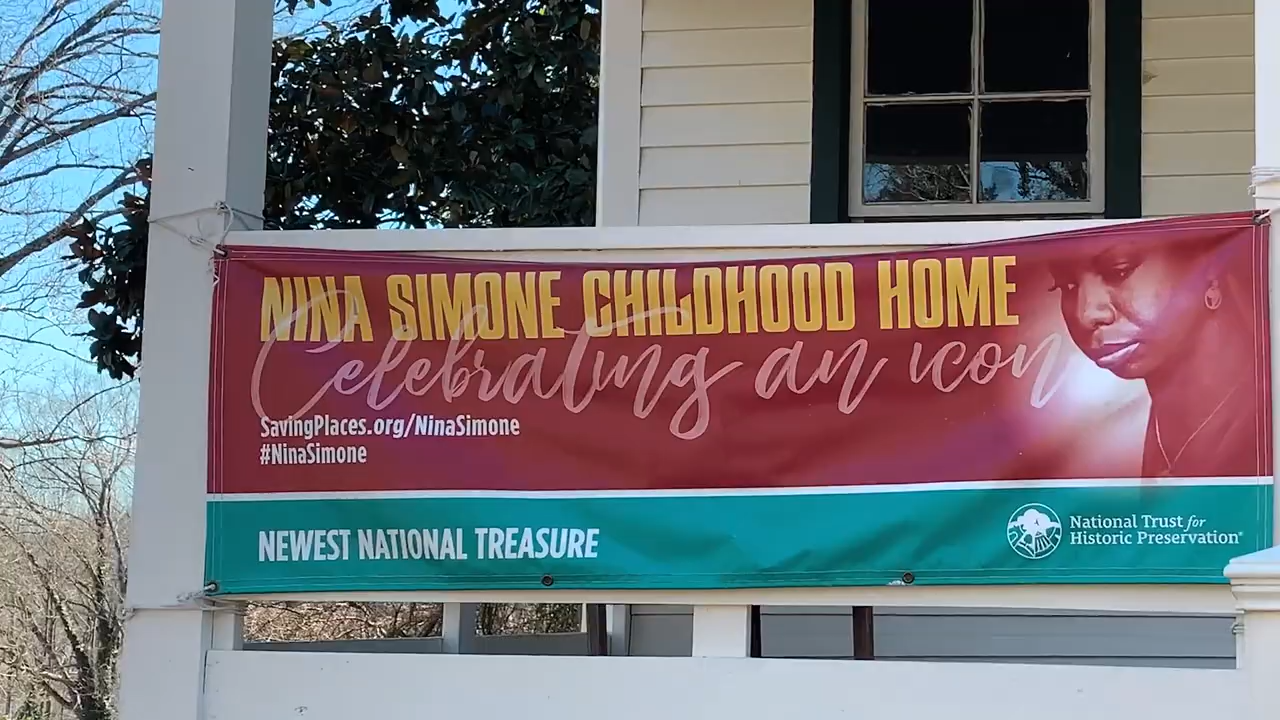 NINA SIMONE CHILDHOOD HOME
Celebrating an icon
SavingPlaces.org/NinaSimone
#NinaSimone
NEWEST NATIONAL TREASURE
National Trust for
Historic Preservation®